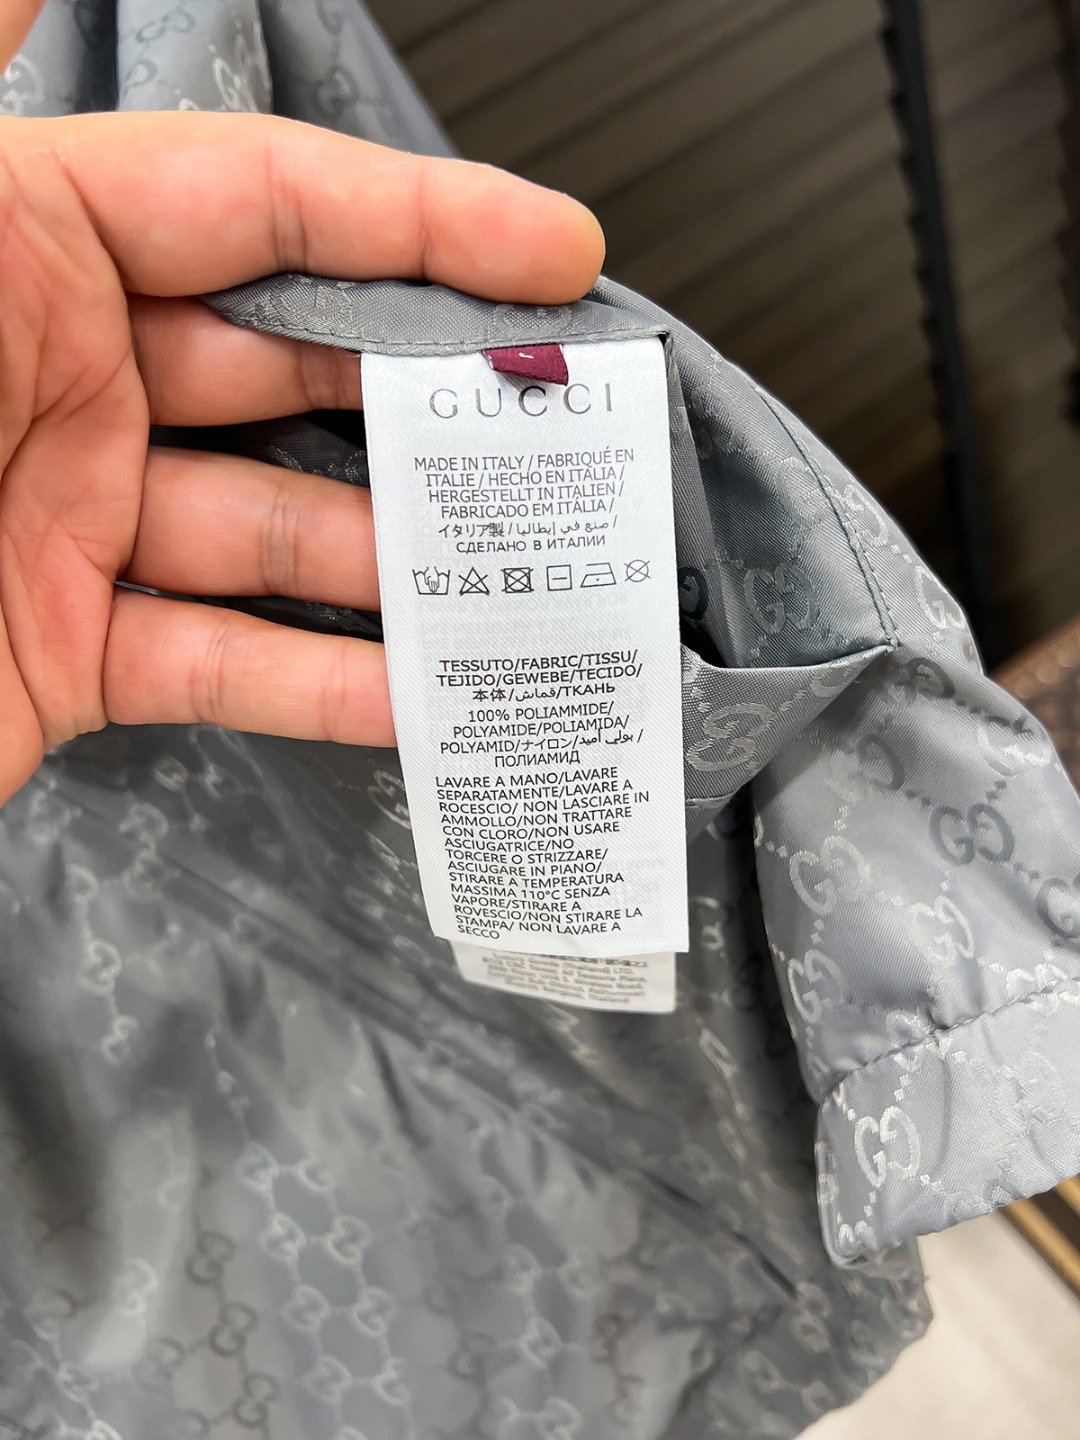 GUCCI
MADE IN ITALY / FABRIQUÉ EN
ITALIE / HECHO EN ITALIA /
HERGESTELLT IN ITALIEN /
FABRICADO EM ITÁLIA /
イタリア製 / صنع في إيطاليا /
СДЕЛАНО В ИТАЛИИ
TESSUTO/FABRIC/TISSU/
TEJIDO/GEWEBE/TECIDO/
本体/قماش/ТКАНЬ
100% POLIAMMIDE/
POLYAMIDE/POLIAMIDA/
POLYAMID/ナイロン/بولي أميد/
ПОЛИАМИД
LAVARE A MANO/LAVARE
SEPARATAMENTE/LAVARE A
ROCESCIO/ NON LASCIARE IN
AMMOLLO/NON TRATTARE
CON CLORO/NON USARE
ASCIUGATRICE/NO
TORCERE O STRIZZARE/
ASCIUGARE IN PIANO/
STIRARE A TEMPERATURA
MASSIMA 110°C SENZA
VAPORE/STIRARE A
ROVESCIO/NON STIRARE LA
STAMPA/ NON LAVARE A
SECCO
Luxury Goods (Thailand) LTD,